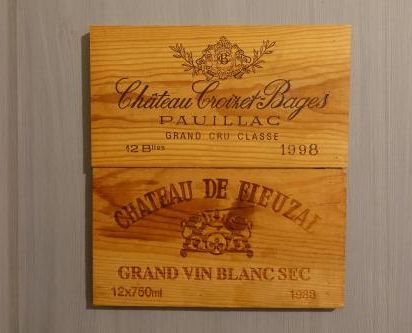 Château Croizet-Bages
PAUILLAC
GRAND CRU CLASSE
12 Blles 1998
CHATEAU DE FIEUZAL
GRAND VIN BLANC SEC
12x750ml